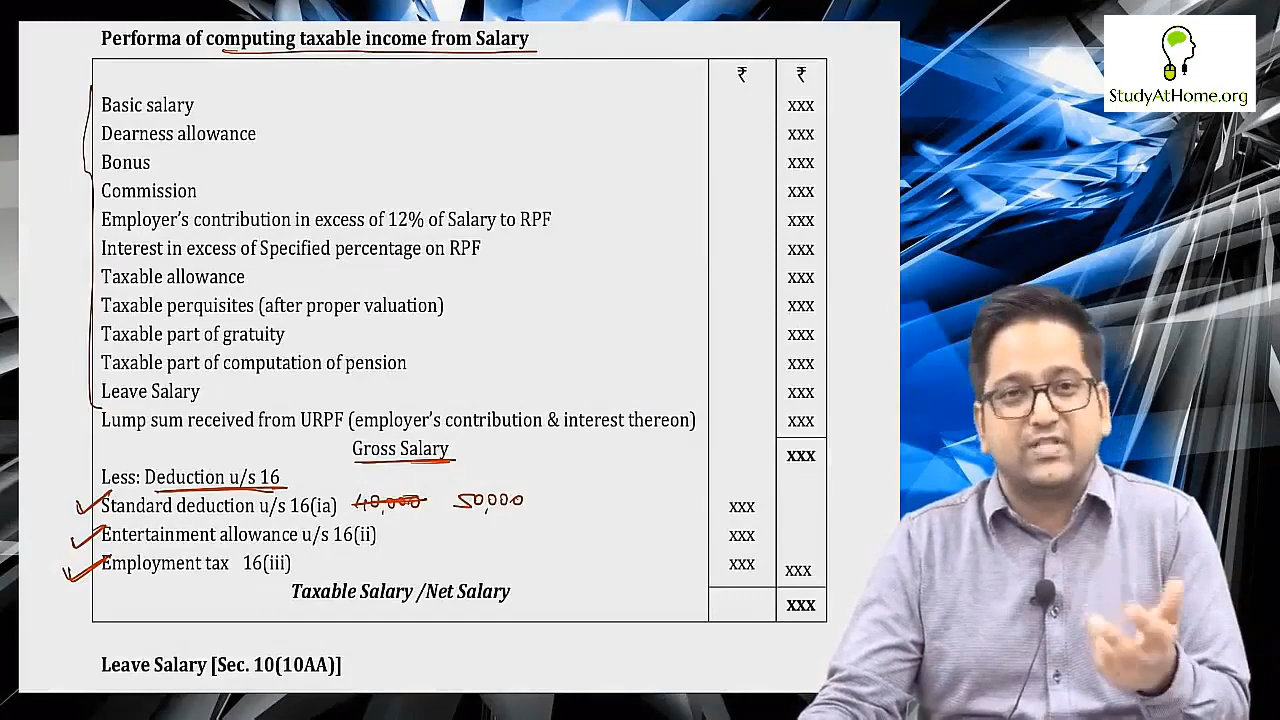 Performa of computing taxable income from Salary
StudyAtHome.org
₹ ₹
Basic salary xxx
Dearness allowance xxx
Bonus xxx
Commission xxx
Employer's contribution in excess of 12% of Salary to RPF xxx
Interest in excess of Specified percentage on RPF xxx
Taxable allowance xxx
Taxable perquisites (after proper valuation) xxx
Taxable part of gratuity xxx
Taxable part of computation of pension xxx
Leave Salary xxx
Lump sum received from URPF (employer's contribution & interest thereon) xxx
Gross Salary xxx
Less: Deduction u/s 16
Standard deduction u/s 16(ia) 40,000 50,000 xxx
Entertainment allowance u/s 16(ii) xxx
Employment tax 16(iii) xxx xxx
Taxable Salary /Net Salary xxx
Leave Salary [Sec. 10(10AA)]